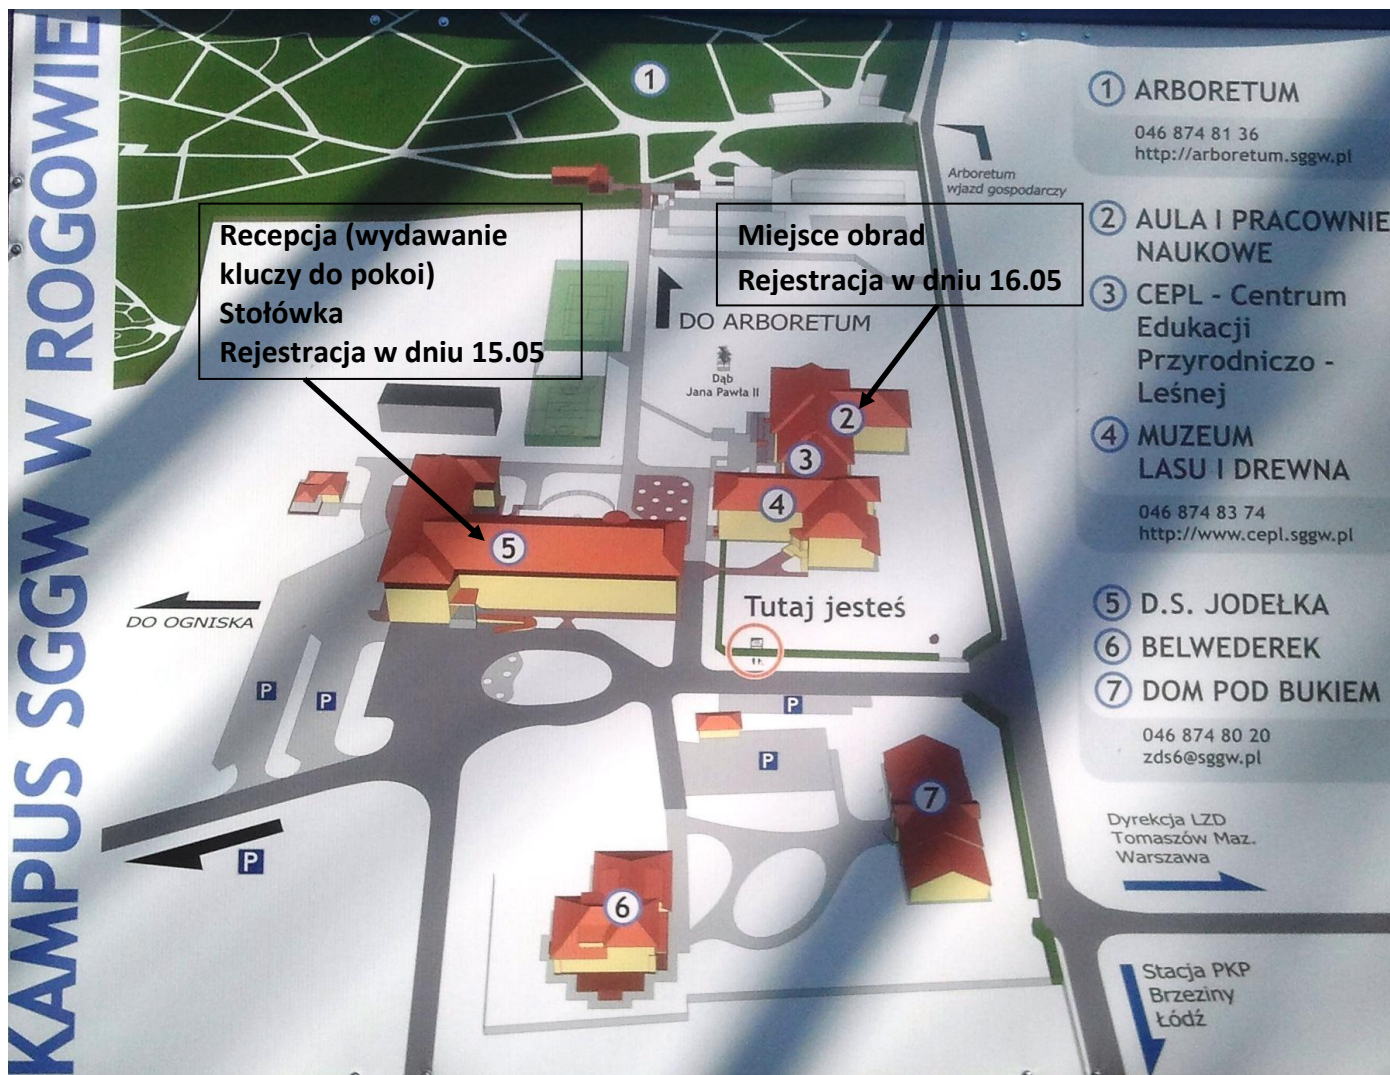 KAMPUS SGGW W ROGOWIE
1
Recepcja (wydawanie
kluczy do pokoi)
Stołówka
Rejestracja w dniu 15.05
Miejsce obrad
Rejestracja w dniu 16.05
Arboretum
wjazd gospodarczy
DO ARBORETUM
Dąb
Jana Pawła II
2
3
4
5
DO OGNISKA
Tutaj jesteś
P
P
P
P
P
7
6
1 ARBORETUM
046 874 81 36
http://arboretum.sggw.pl
2 AULA I PRACOWNIE
NAUKOWE
3 CEPL - Centrum
Edukacji
Przyrodniczo -
Leśnej
4 MUZEUM
LASU I DREWNA
046 874 83 74
http://www.cepl.sggw.pl
5 D.S. JODEŁKA
6 BELWEDEREK
7 DOM POD BUKIEM
046 874 80 20
zds6@sggw.pl
Dyrekcja LZD
Tomaszów Maz.
Warszawa
Stacja PKP
Brzeziny
Łódź